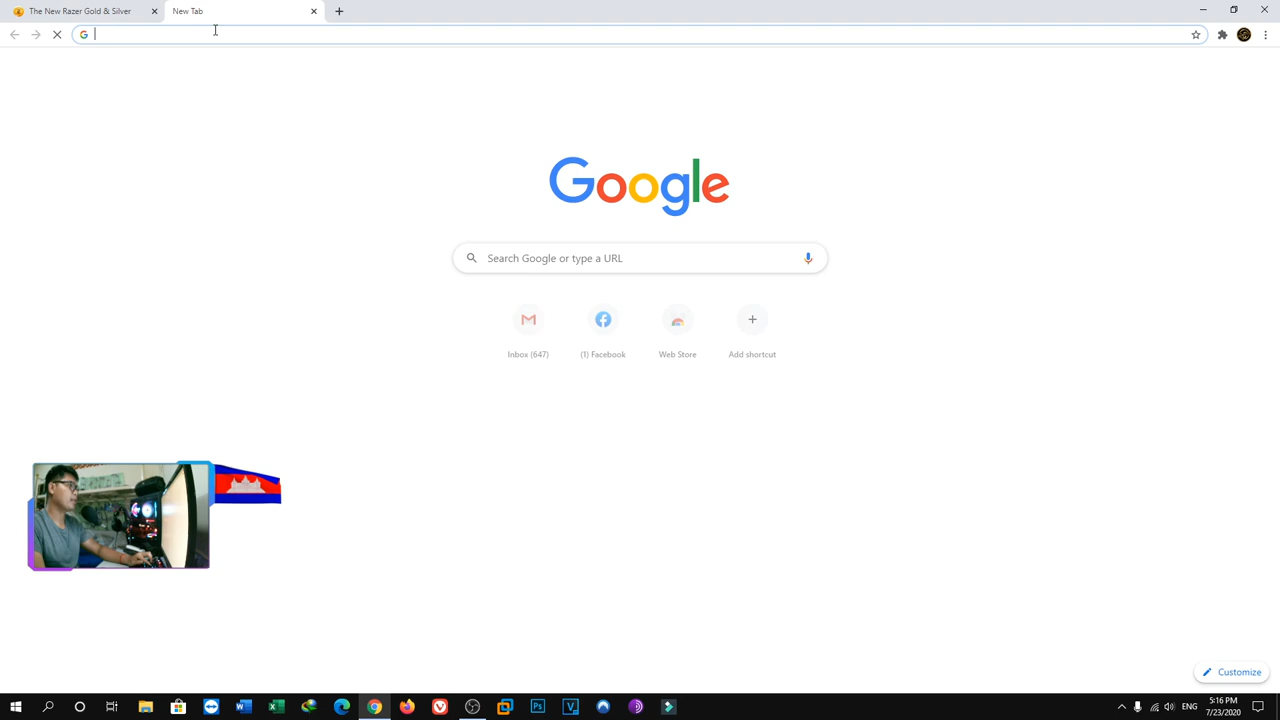 The New Razer Gold & Silver
New Tab
Google
Search Google or type a URL
Inbox (647)
(1) Facebook
Web Store
Add shortcut
Customize
ENG
5:16 PM
7/23/2020